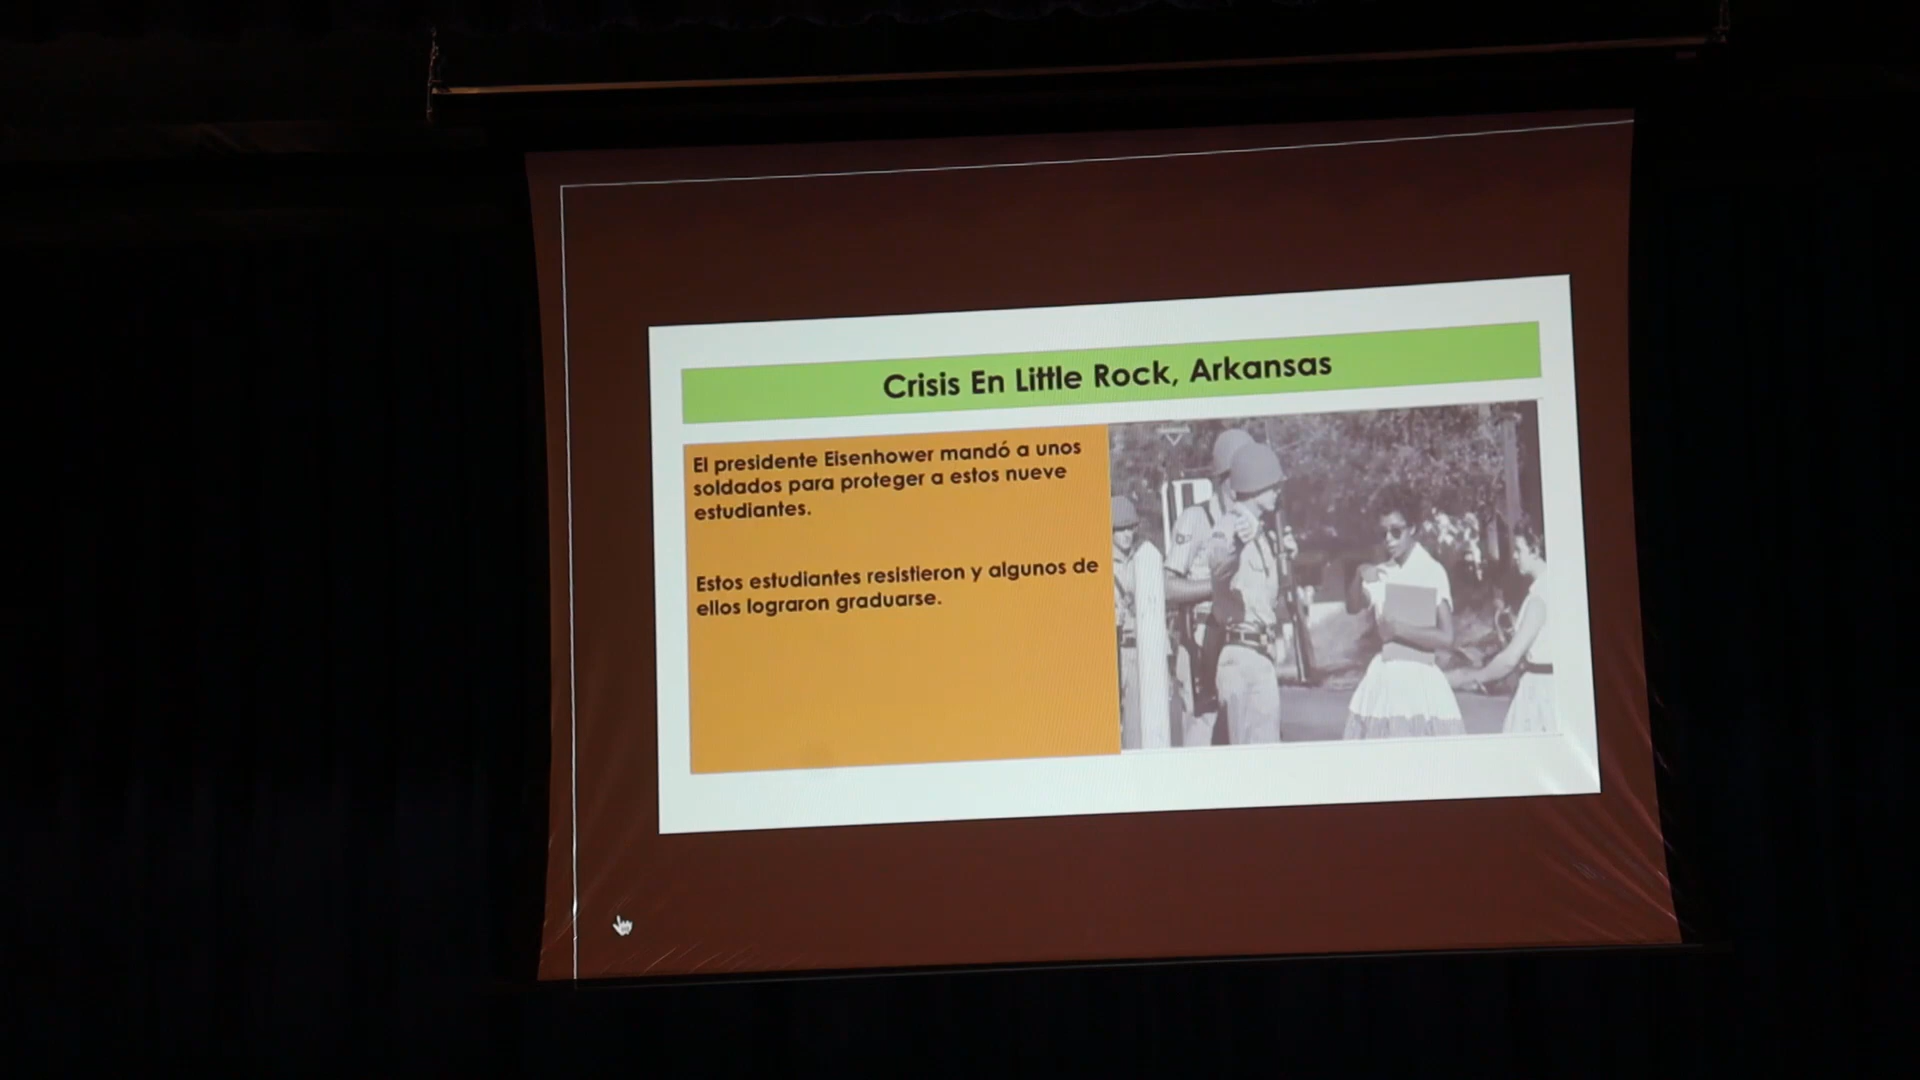 Crisis En Little Rock, Arkansas
El presidente Eisenhower mandó a unos
soldados para proteger a estos nueve
estudiantes.
Estos estudiantes resistieron y algunos de
ellos lograron graduarse.